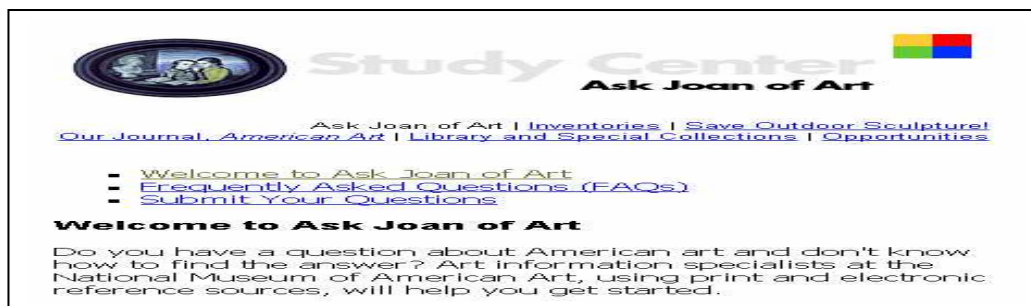 Study Center
Ask Joan of Art
Ask Joan of Art | Inventories | Save Outdoor Sculpture!
Our Journal, American Art | Library and Special Collections | Opportunities
Welcome to Ask Joan of Art
Frequently Asked Questions (FAQs)
Submit Your Questions
Welcome to Ask Joan of Art
Do you have a question about American art and don't know
how to find the answer? Art information specialists at the
National Museum of American Art, using print and electronic
reference sources, will help you get started.